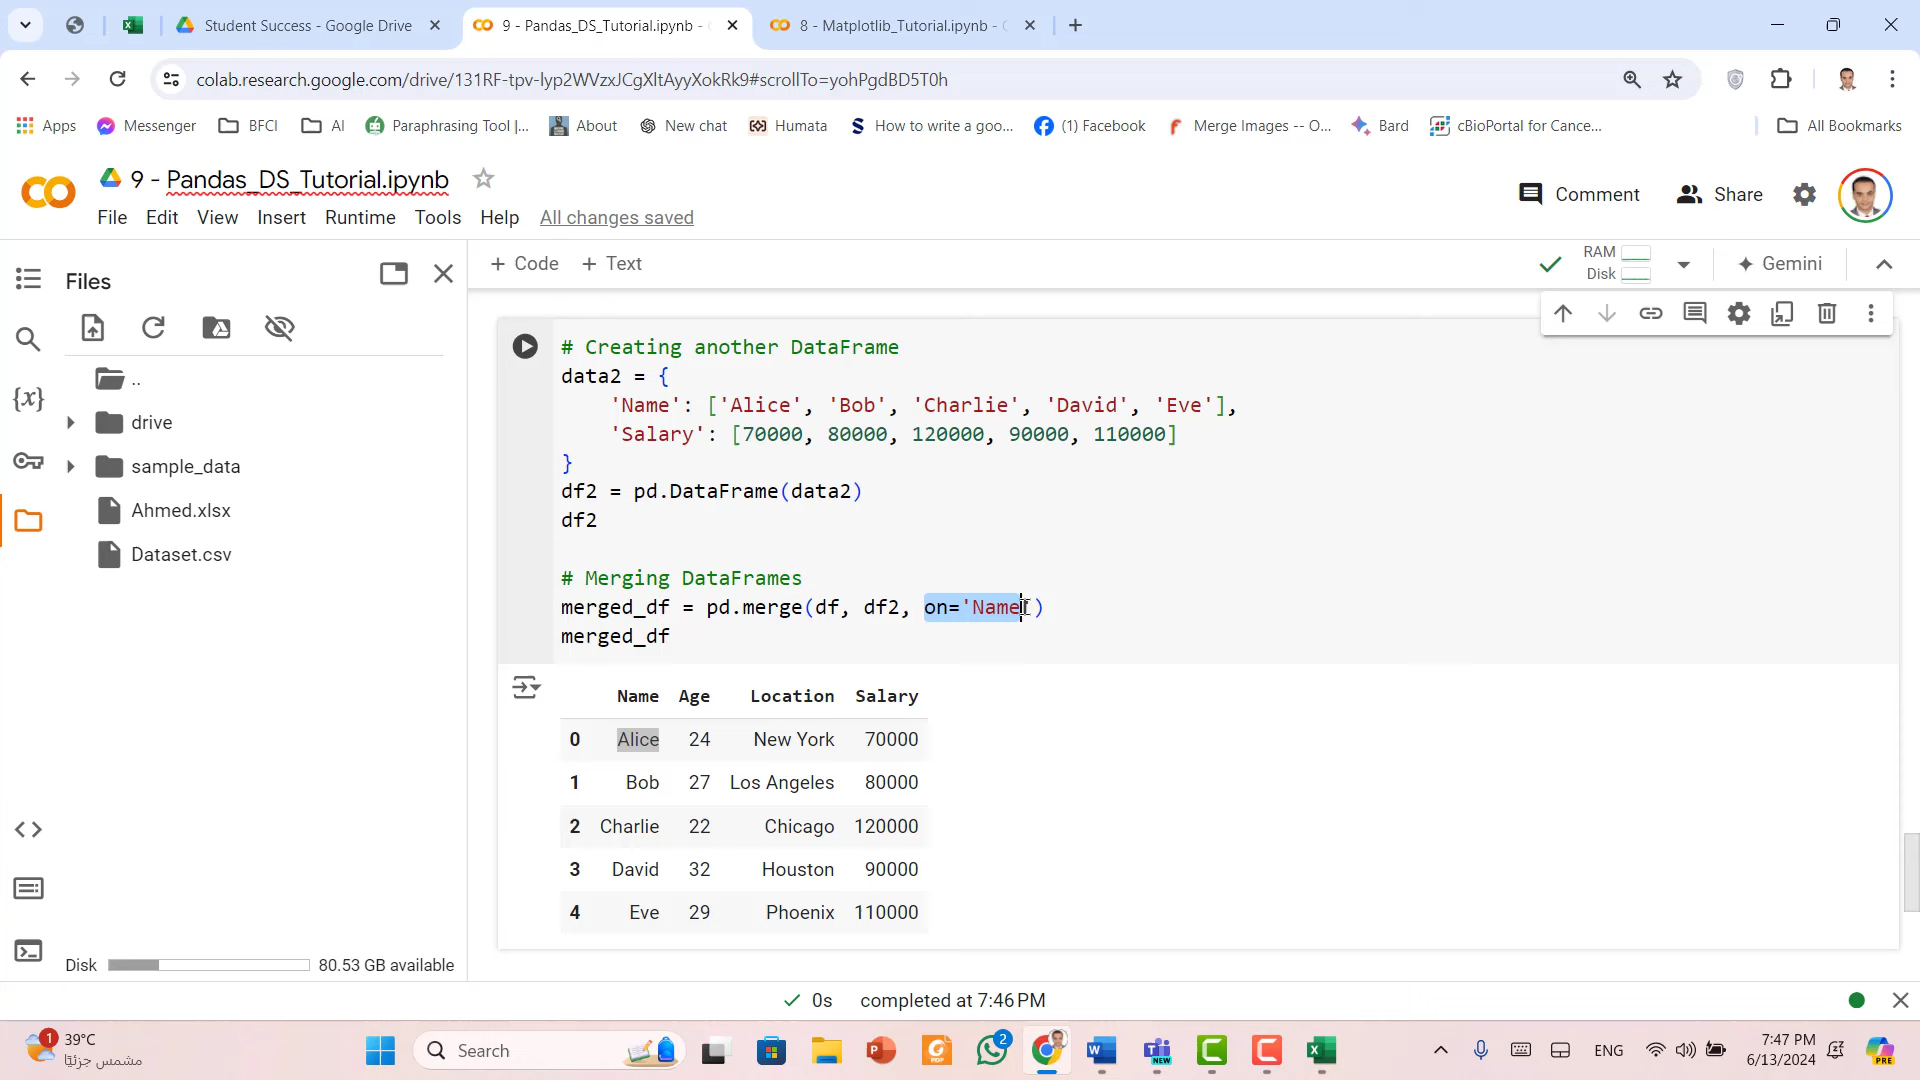 Student Success - Google Drive
9 - Pandas_DS_Tutorial.ipynb -
8 - Matplotlib_Tutorial.ipynb -
colab.research.google.com/drive/131RF-tpv-lyp2WVzxJCgXltAyyXokRk9#scrollTo=yohPgdBD5T0h
Apps Messenger BFCI AI Paraphrasing Tool |... About New chat Humata How to write a goo... (1) Facebook Merge Images -- O... Bard cBioPortal for Cance... All Bookmarks
9 - Pandas_DS_Tutorial.ipynb
Comment Share
File Edit View Insert Runtime Tools Help All changes saved
Files
+ Code + Text
RAM
Disk
Gemini
..
drive
sample_data
Ahmed.xlsx
Dataset.csv
Disk 80.53 GB available
# Creating another DataFrame
data2 = {
'Name': ['Alice', 'Bob', 'Charlie', 'David', 'Eve'],
'Salary': [70000, 80000, 120000, 90000, 110000]
}
df2 = pd.DataFrame(data2)
df2
# Merging DataFrames
merged_df = pd.merge(df, df2, on='Name')
merged_df
Name Age Location Salary
0 Alice 24 New York 70000
1 Bob 27 Los Angeles 80000
2 Charlie 22 Chicago 120000
3 David 32 Houston 90000
4 Eve 29 Phoenix 110000
0s completed at 7:46 PM
1
39°C
مشمس جزئيًا
Search
2
NEW
ENG
7:47 PM
6/13/2024
PRE